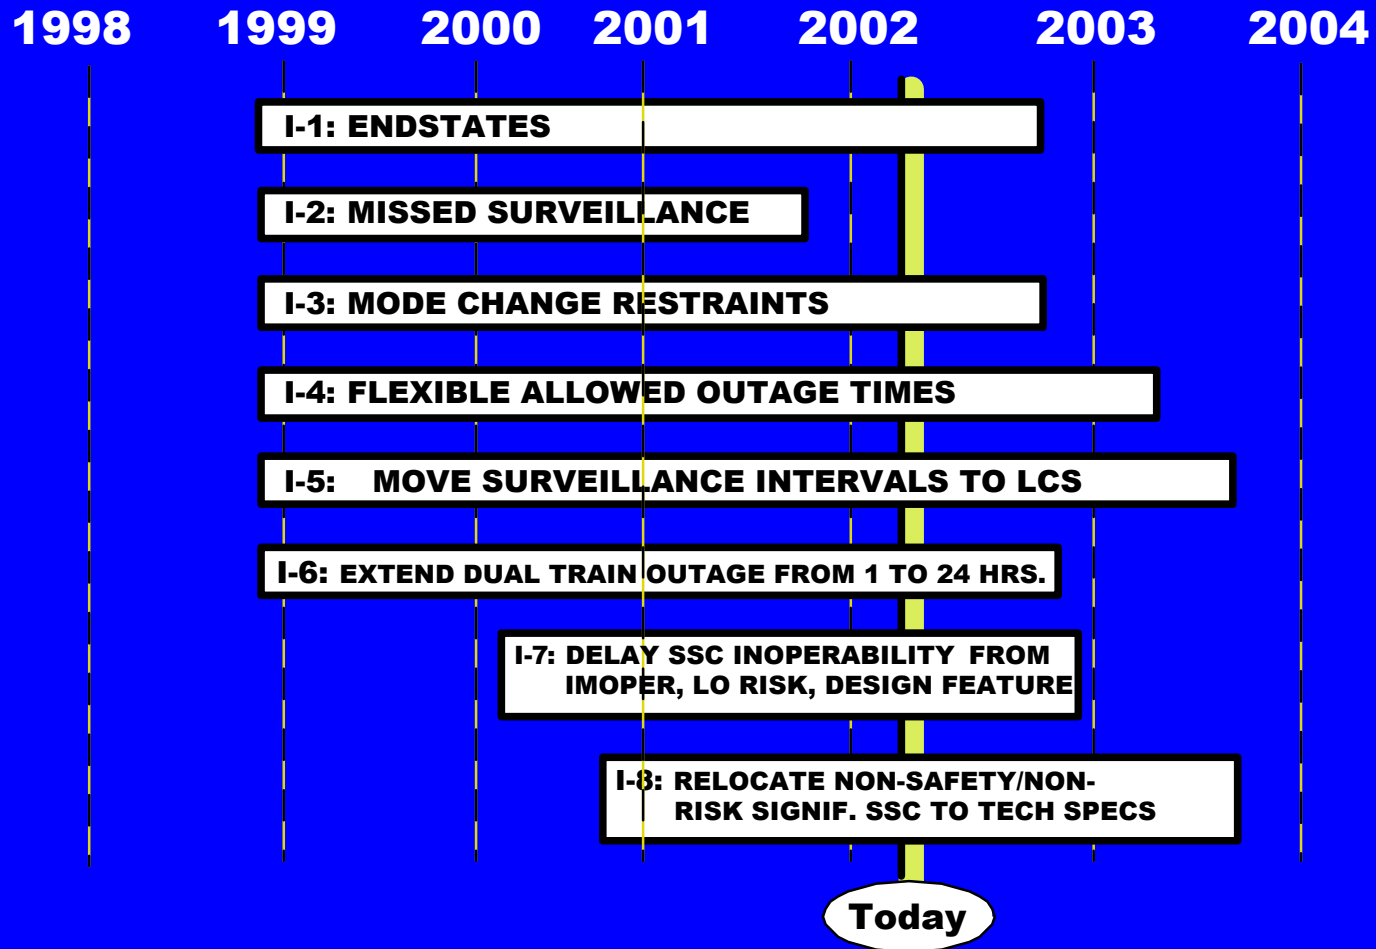 1998 1999 2000 2001 2002 2003 2004
I-1: ENDSTATES
I-2: MISSED SURVEILLANCE
I-3: MODE CHANGE RESTRAINTS
I-4: FLEXIBLE ALLOWED OUTAGE TIMES
I-5: MOVE SURVEILLANCE INTERVALS TO LCS
I-6: EXTEND DUAL TRAIN OUTAGE FROM 1 TO 24 HRS.
I-7: DELAY SSC INOPERABILITY FROM
IMOPER, LO RISK, DESIGN FEATURE
I-8: RELOCATE NON-SAFETY/NON-
RISK SIGNIF. SSC TO TECH SPECS
Today